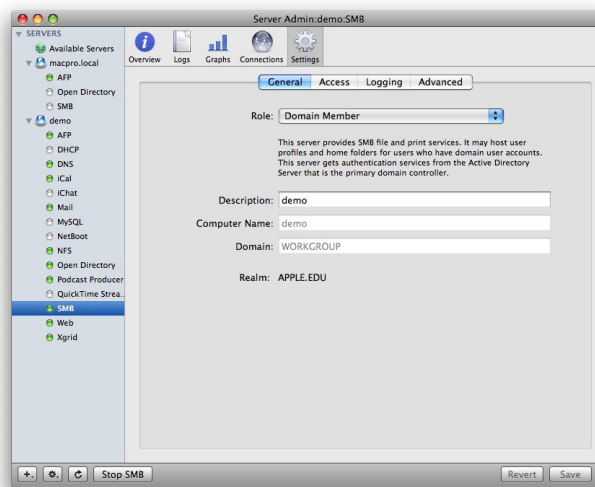 Server Admin:demo:SMB
SERVERS
Available Servers
macpro.local
AFP
Open Directory
SMB
demo
AFP
DHCP
DNS
iCal
iChat
Mail
MySQL
NetBoot
NFS
Open Directory
Podcast Producer
QuickTime Strea...
SMB
Web
Xgrid
Overview Logs Graphs Connections Settings
General Access Logging Advanced
Role: Domain Member
This server provides SMB file and print services. It may host user
profiles and home folders for users who have domain user accounts.
This server gets authentication services from the Active Directory
Server that is the primary domain controller.
Description: demo
Computer Name: demo
Domain: WORKGROUP
Realm: APPLE.EDU
Stop SMB
Revert Save